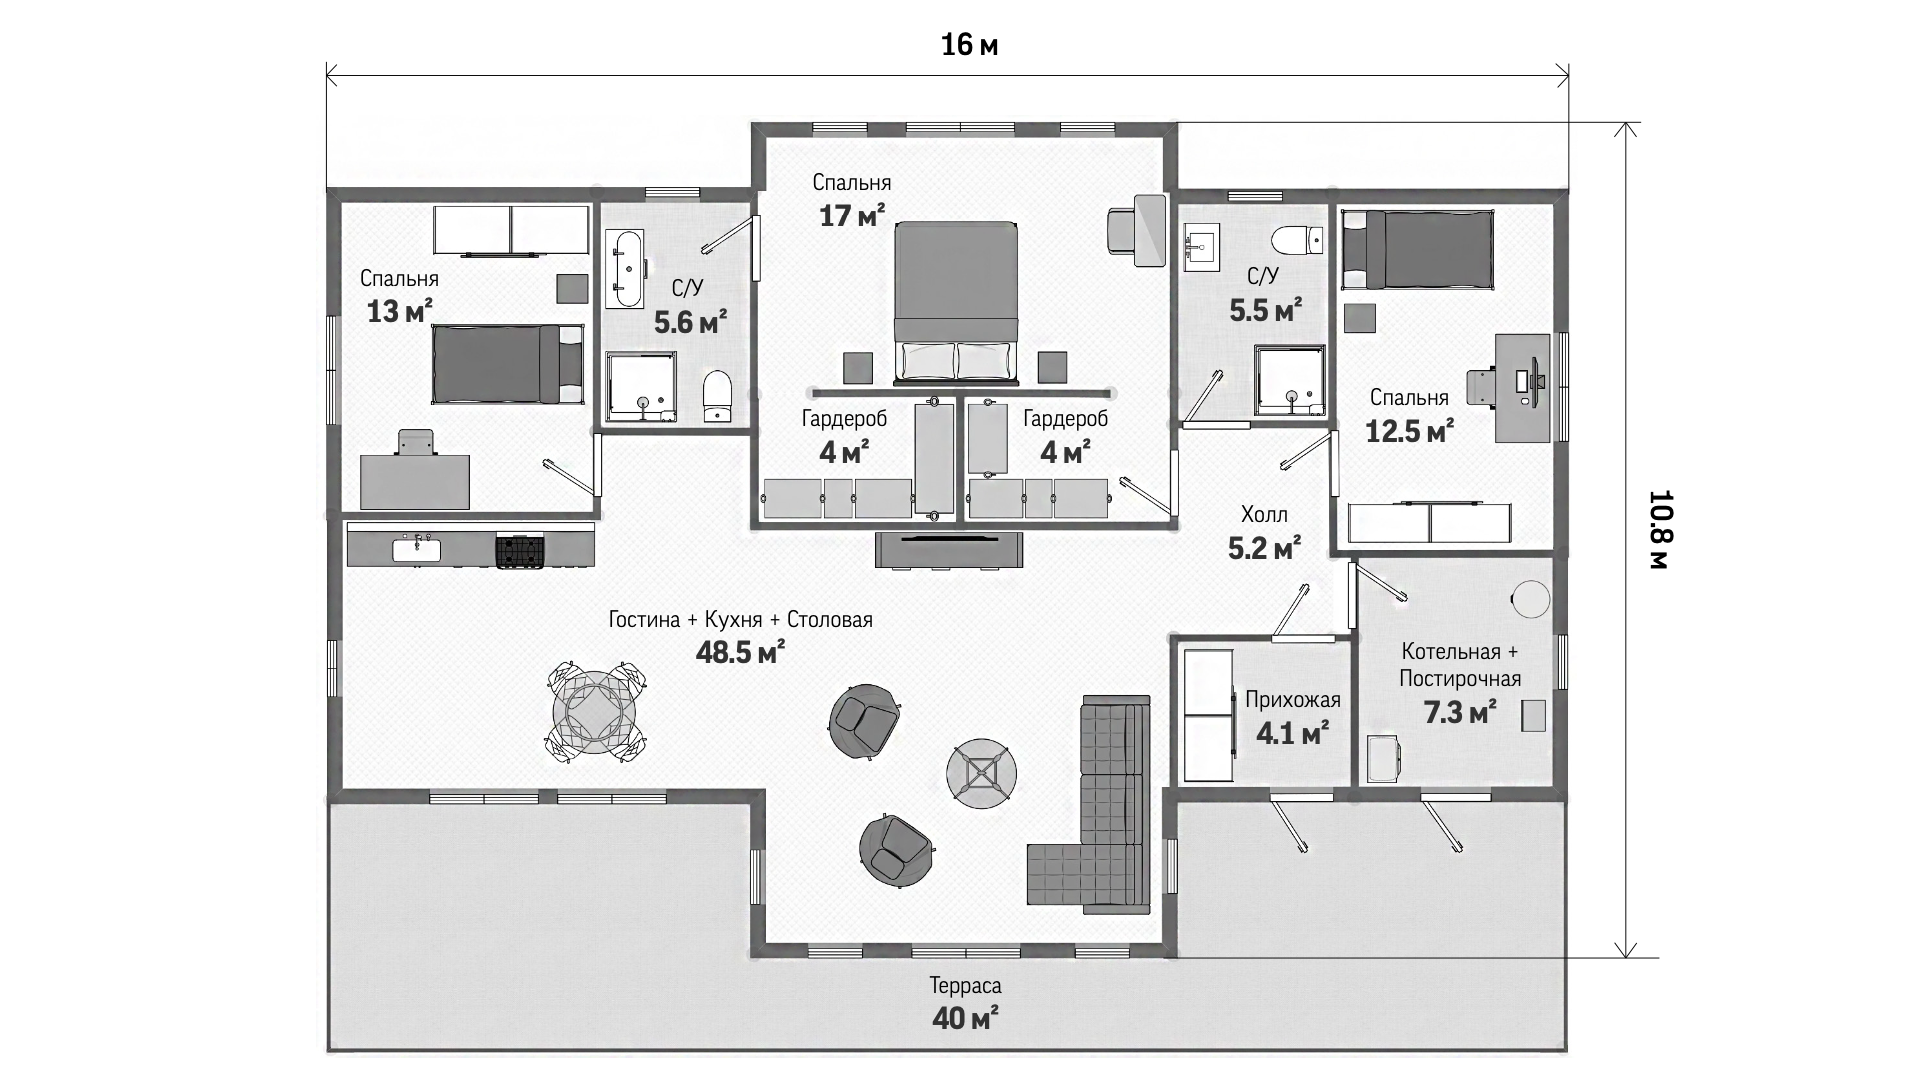 16 м
Спальня
17 м²
Спальня
13 м²
С/У
5.6 м²
С/У
5.5 м²
Спальня
12.5 м²
Гардероб
4 м²
Гардероб
4 м²
Холл
5.2 м²
10.8 м
Гостина + Кухня + Столовая
48.5 м²
Прихожая
4.1 м²
Котельная +
Постирочная
7.3 м²
Терраса
40 м²